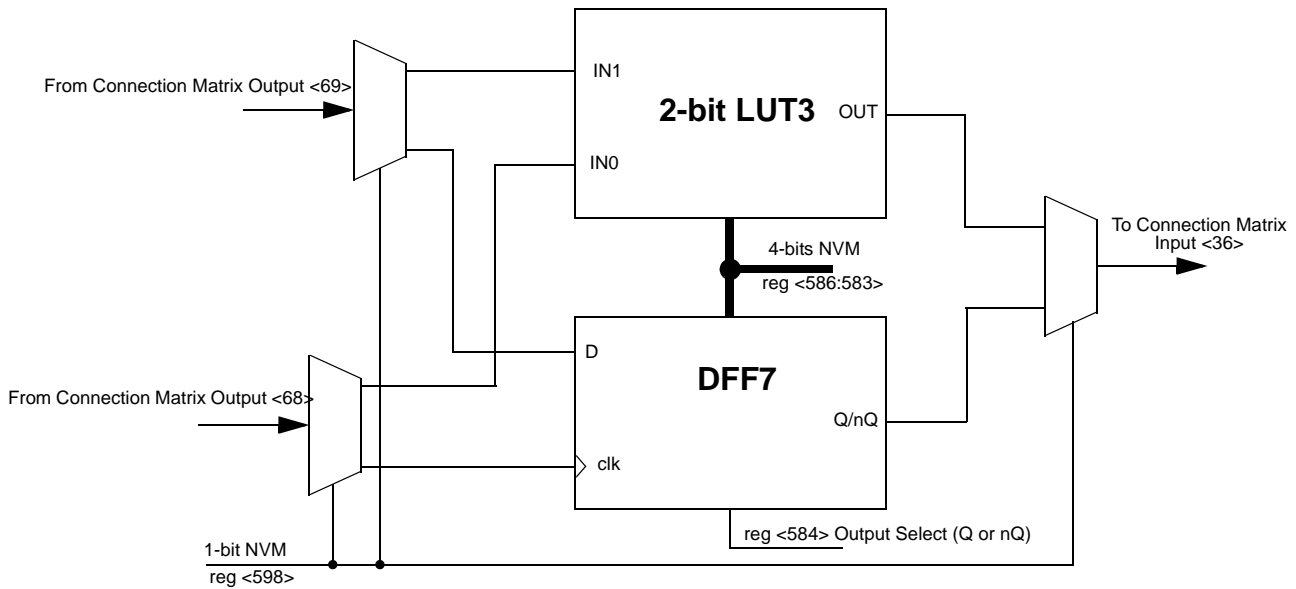 From Connection Matrix Output <69>
IN1
2-bit LUT3
OUT
IN0
To Connection Matrix
Input <36>
4-bits NVM
reg <586:583>
D
DFF7
From Connection Matrix Output <68>
Q/nQ
clk
reg <584> Output Select (Q or nQ)
1-bit NVM
reg <598>